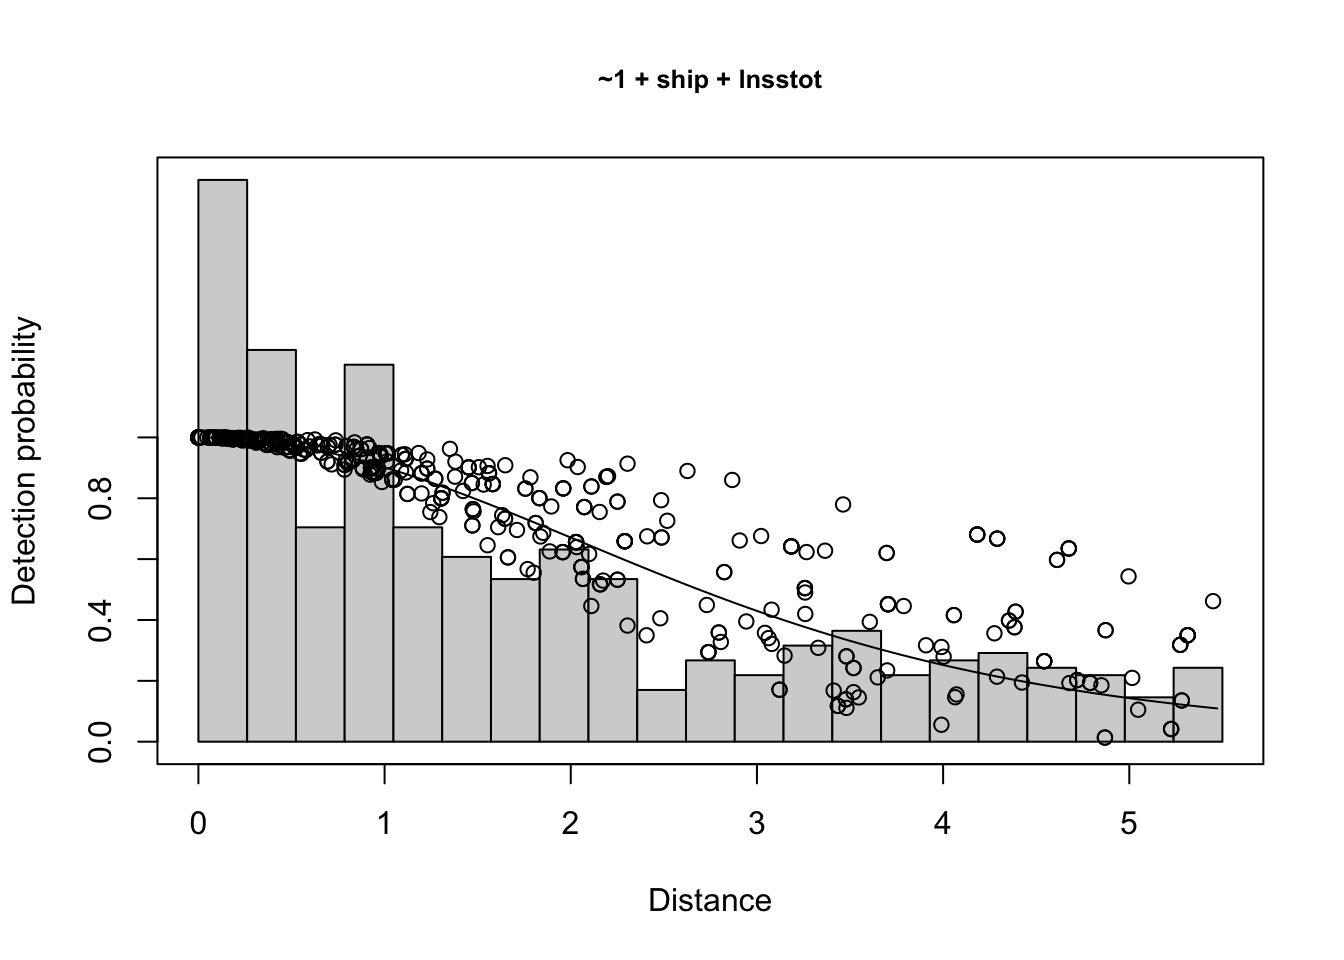 ~1 + ship + lnsstot
Detection probability
0.8
0.4
0.0
0 1 2 3 4 5
Distance